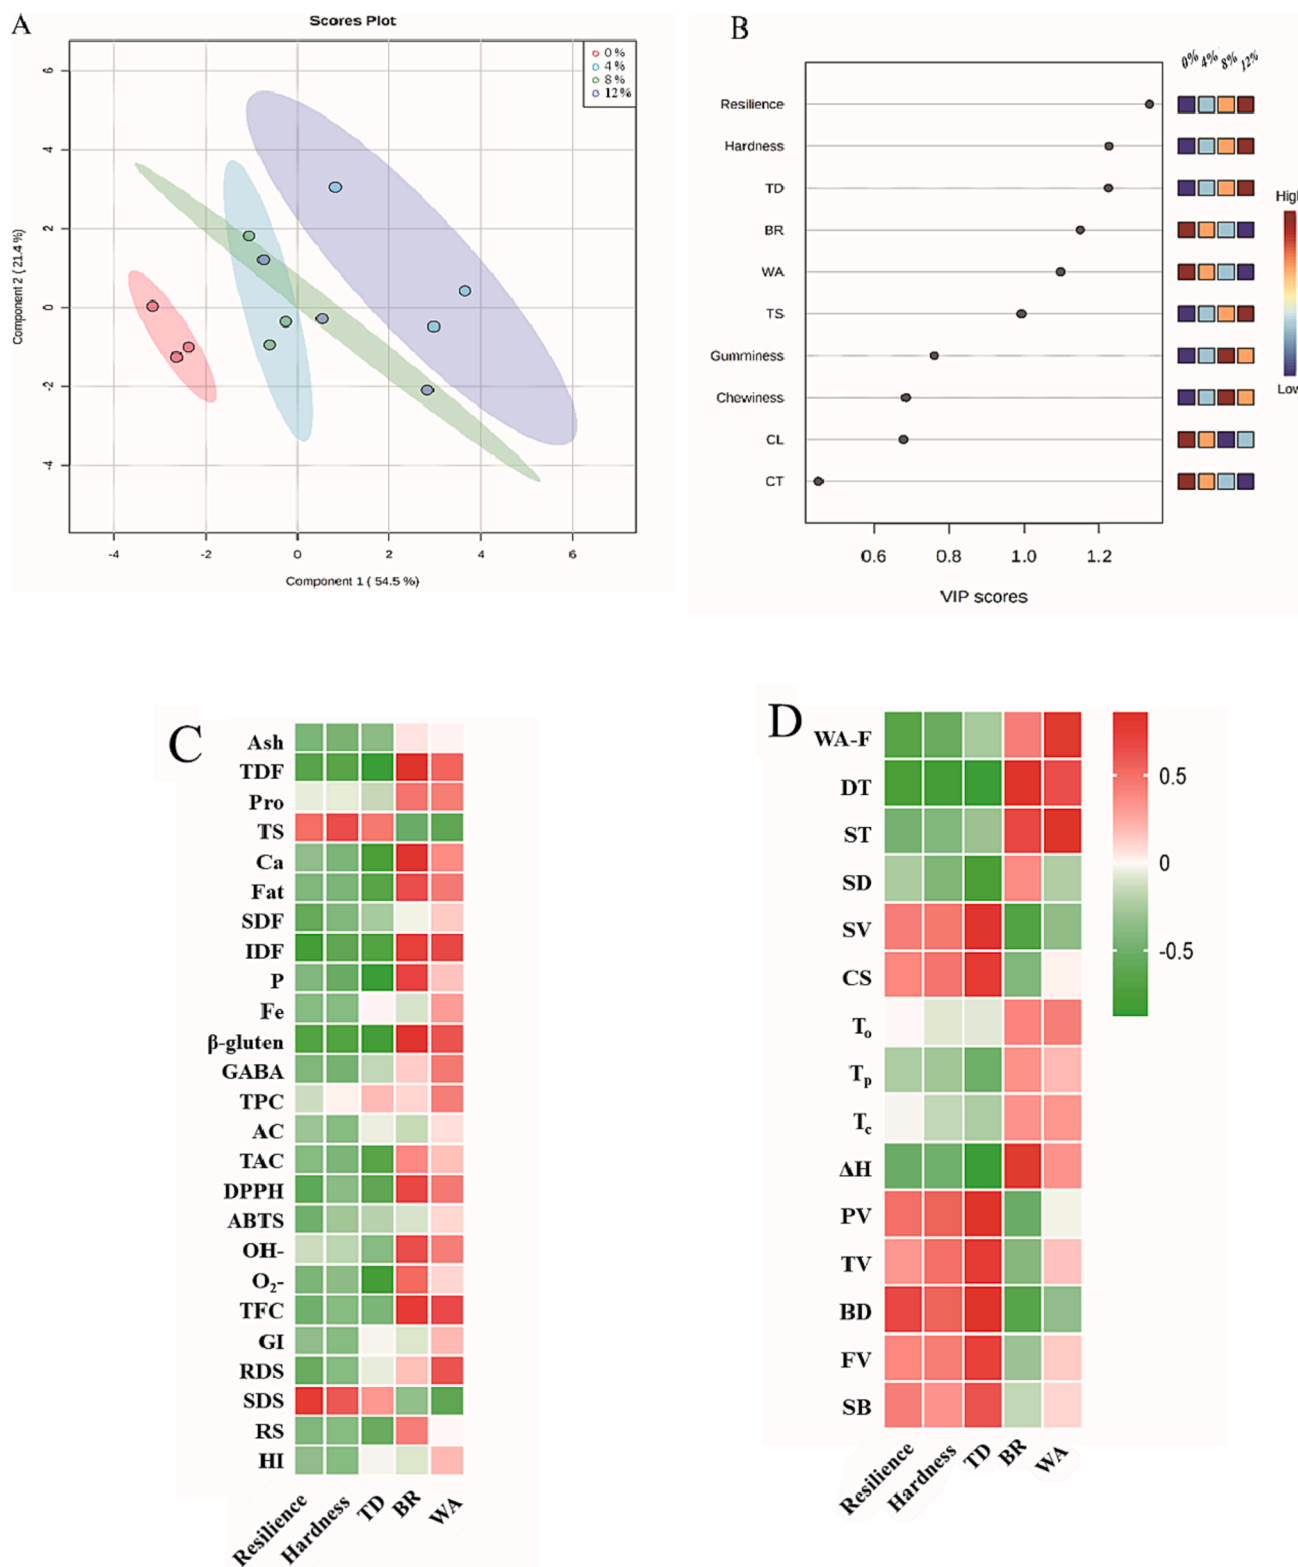 A
Scores Plot
0%
4%
8%
12%
6
4
2
0
-2
-4
Component 2 ( 21.4 %)
-4
-2
0
2
4
6
Component 1 ( 54.5 %)
B
0%
4%
8%
12%
Resilience
Hardness
TD
BR
WA
TS
Gumminess
Chewiness
CL
CT
High
Low
0.6
0.8
1.0
1.2
VIP scores
C
Ash
TDF
Pro
TS
Ca
Fat
SDF
IDF
P
Fe
β-gluten
GABA
TPC
AC
TAC
DPPH
ABTS
OH-
O₂-
TFC
GI
RDS
SDS
RS
HI
Resilience
Hardness
TD
BR
WA
D
WA-F
DT
ST
SD
SV
CS
Tₒ
Tₚ
T꜀
ΔH
PV
TV
BD
FV
SB
Resilience
Hardness
TD
BR
WA
0.5
0
-0.5